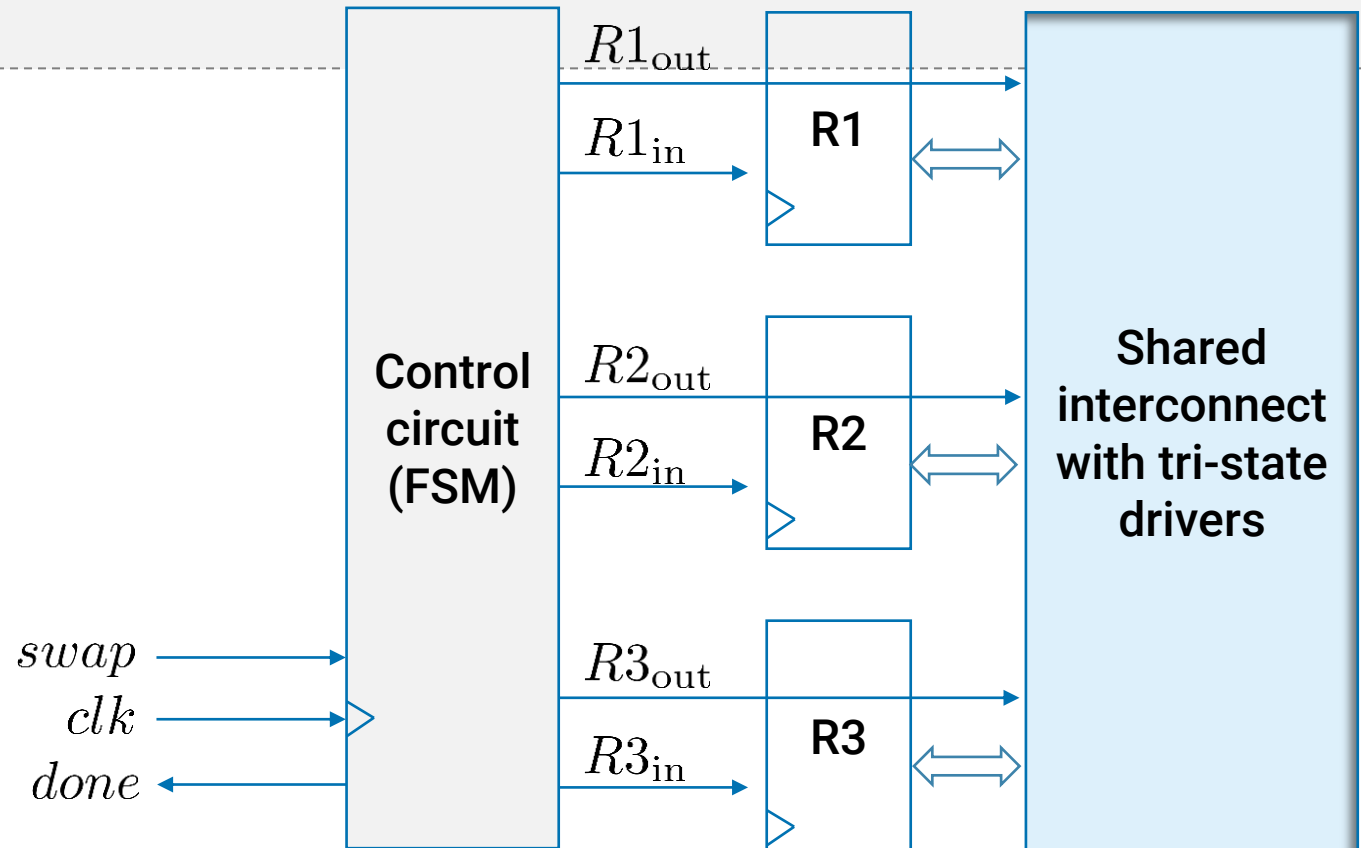 R1out
R1in
R1
R2out
R2in
R2
R3out
R3in
R3
Control
circuit
(FSM)
Shared
interconnect
with tri-state
drivers
swap
clk
done